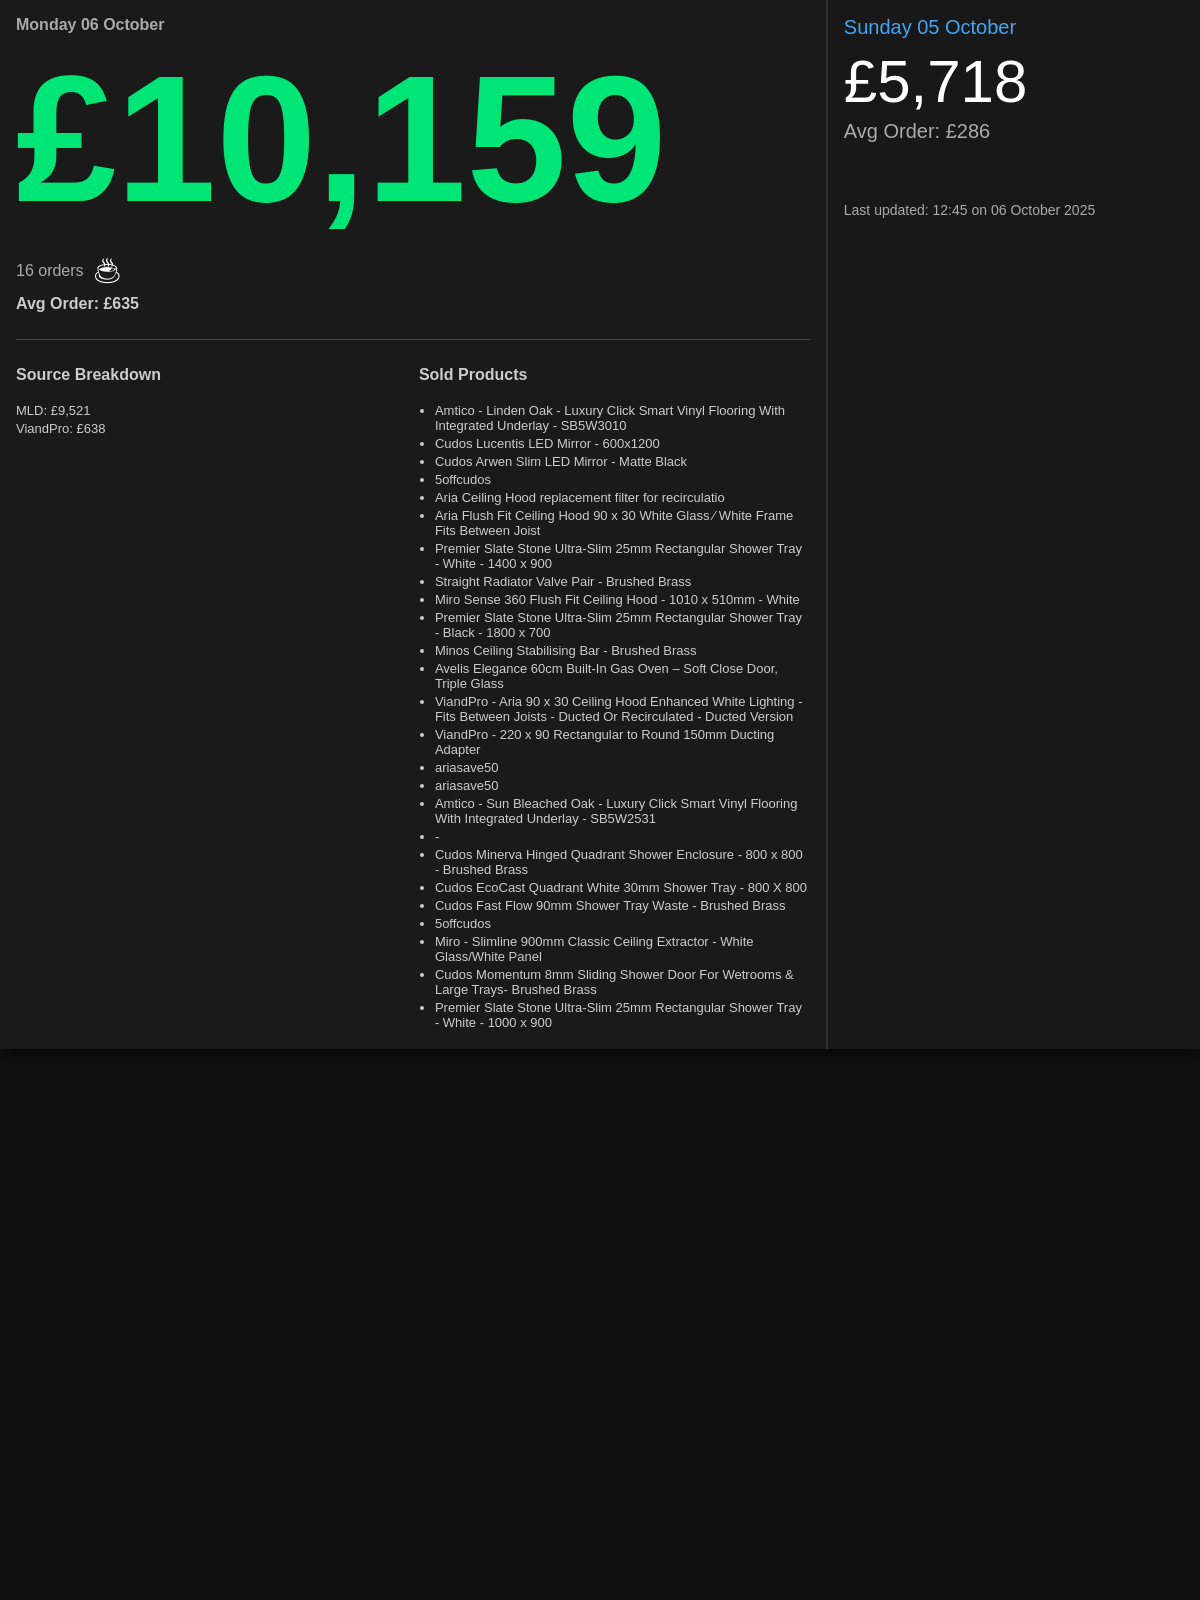 Monday 06 October
£10,159
16 orders
Avg Order: £635
Source Breakdown
MLD: £9,521
ViandPro: £638
Sold Products
Amtico - Linden Oak - Luxury Click Smart Vinyl Flooring With
Integrated Underlay - SB5W3010
Cudos Lucentis LED Mirror - 600x1200
Cudos Arwen Slim LED Mirror - Matte Black
5offcudos
Aria Ceiling Hood replacement filter for recirculatio
Aria Flush Fit Ceiling Hood 90 x 30 White Glass ⁄ White Frame
Fits Between Joist
Premier Slate Stone Ultra-Slim 25mm Rectangular Shower Tray
- White - 1400 x 900
Straight Radiator Valve Pair - Brushed Brass
Miro Sense 360 Flush Fit Ceiling Hood - 1010 x 510mm - White
Premier Slate Stone Ultra-Slim 25mm Rectangular Shower Tray
- Black - 1800 x 700
Minos Ceiling Stabilising Bar - Brushed Brass
Avelis Elegance 60cm Built-In Gas Oven – Soft Close Door,
Triple Glass
ViandPro - Aria 90 x 30 Ceiling Hood Enhanced White Lighting -
Fits Between Joists - Ducted Or Recirculated - Ducted Version
ViandPro - 220 x 90 Rectangular to Round 150mm Ducting
Adapter
ariasave50
ariasave50
Amtico - Sun Bleached Oak - Luxury Click Smart Vinyl Flooring
With Integrated Underlay - SB5W2531
-
Cudos Minerva Hinged Quadrant Shower Enclosure - 800 x 800
- Brushed Brass
Cudos EcoCast Quadrant White 30mm Shower Tray - 800 X 800
Cudos Fast Flow 90mm Shower Tray Waste - Brushed Brass
5offcudos
Miro - Slimline 900mm Classic Ceiling Extractor - White
Glass/White Panel
Cudos Momentum 8mm Sliding Shower Door For Wetrooms &
Large Trays- Brushed Brass
Premier Slate Stone Ultra-Slim 25mm Rectangular Shower Tray
- White - 1000 x 900
Sunday 05 October
£5,718
Avg Order: £286
Last updated: 12:45 on 06 October 2025